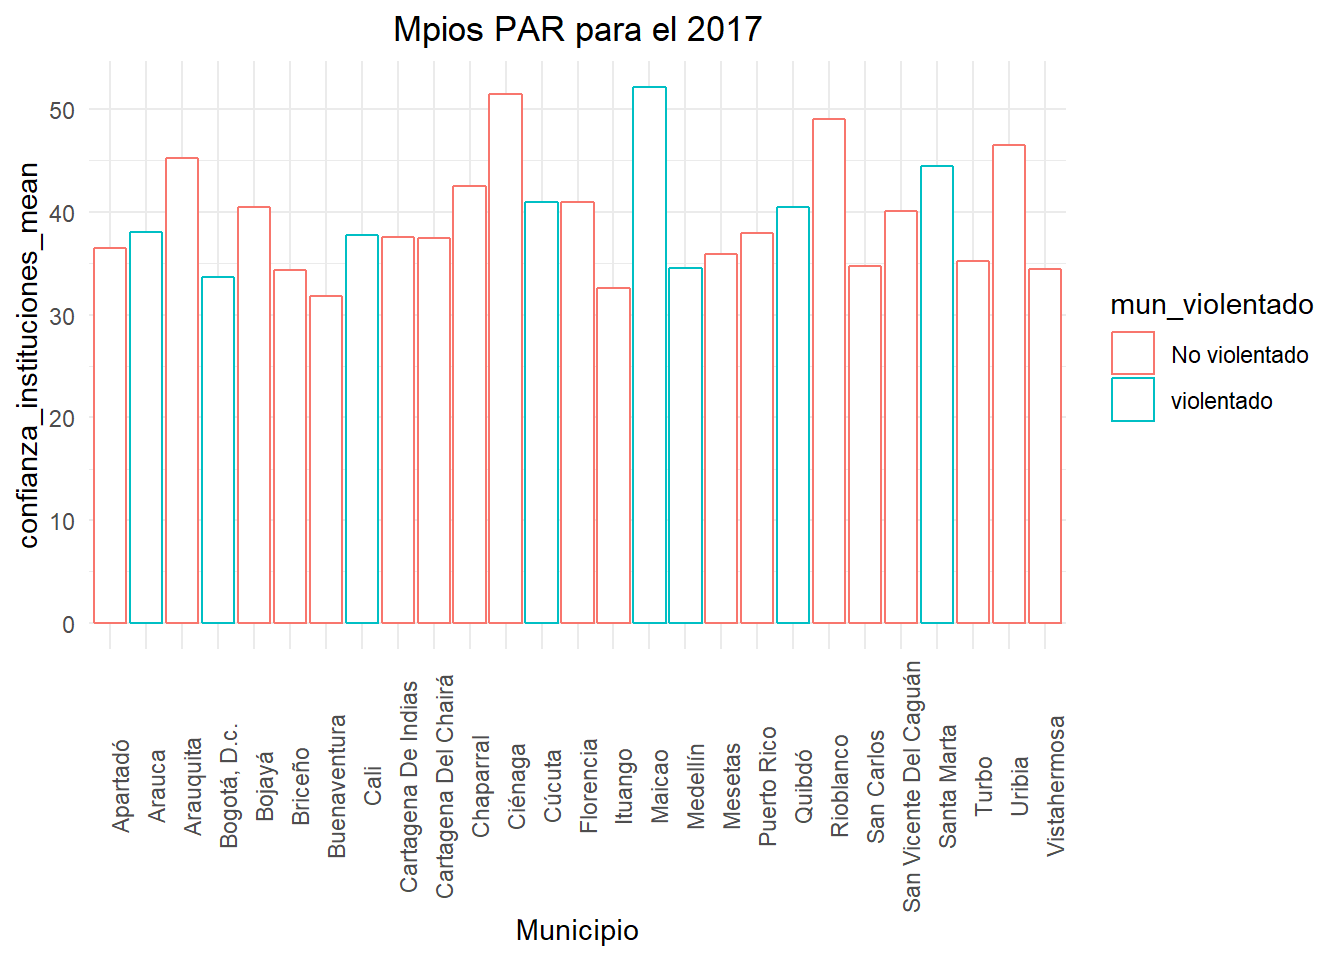 Mpios PAR para el 2017
confianza_instituciones_mean
50
40
30
20
10
0
Apartadó
Arauca
Arauquita
Bogotá, D.c.
Bojayá
Briceño
Buenaventura
Cali
Cartagena De Indias
Cartagena Del Chairá
Chaparral
Ciénaga
Cúcuta
Florencia
Ituango
Maicao
Medellín
Mesetas
Puerto Rico
Quibdó
Rioblanco
San Carlos
San Vicente Del Caguán
Santa Marta
Turbo
Uribia
Vistahermosa
Municipio
mun_violentado
No violentado
violentado